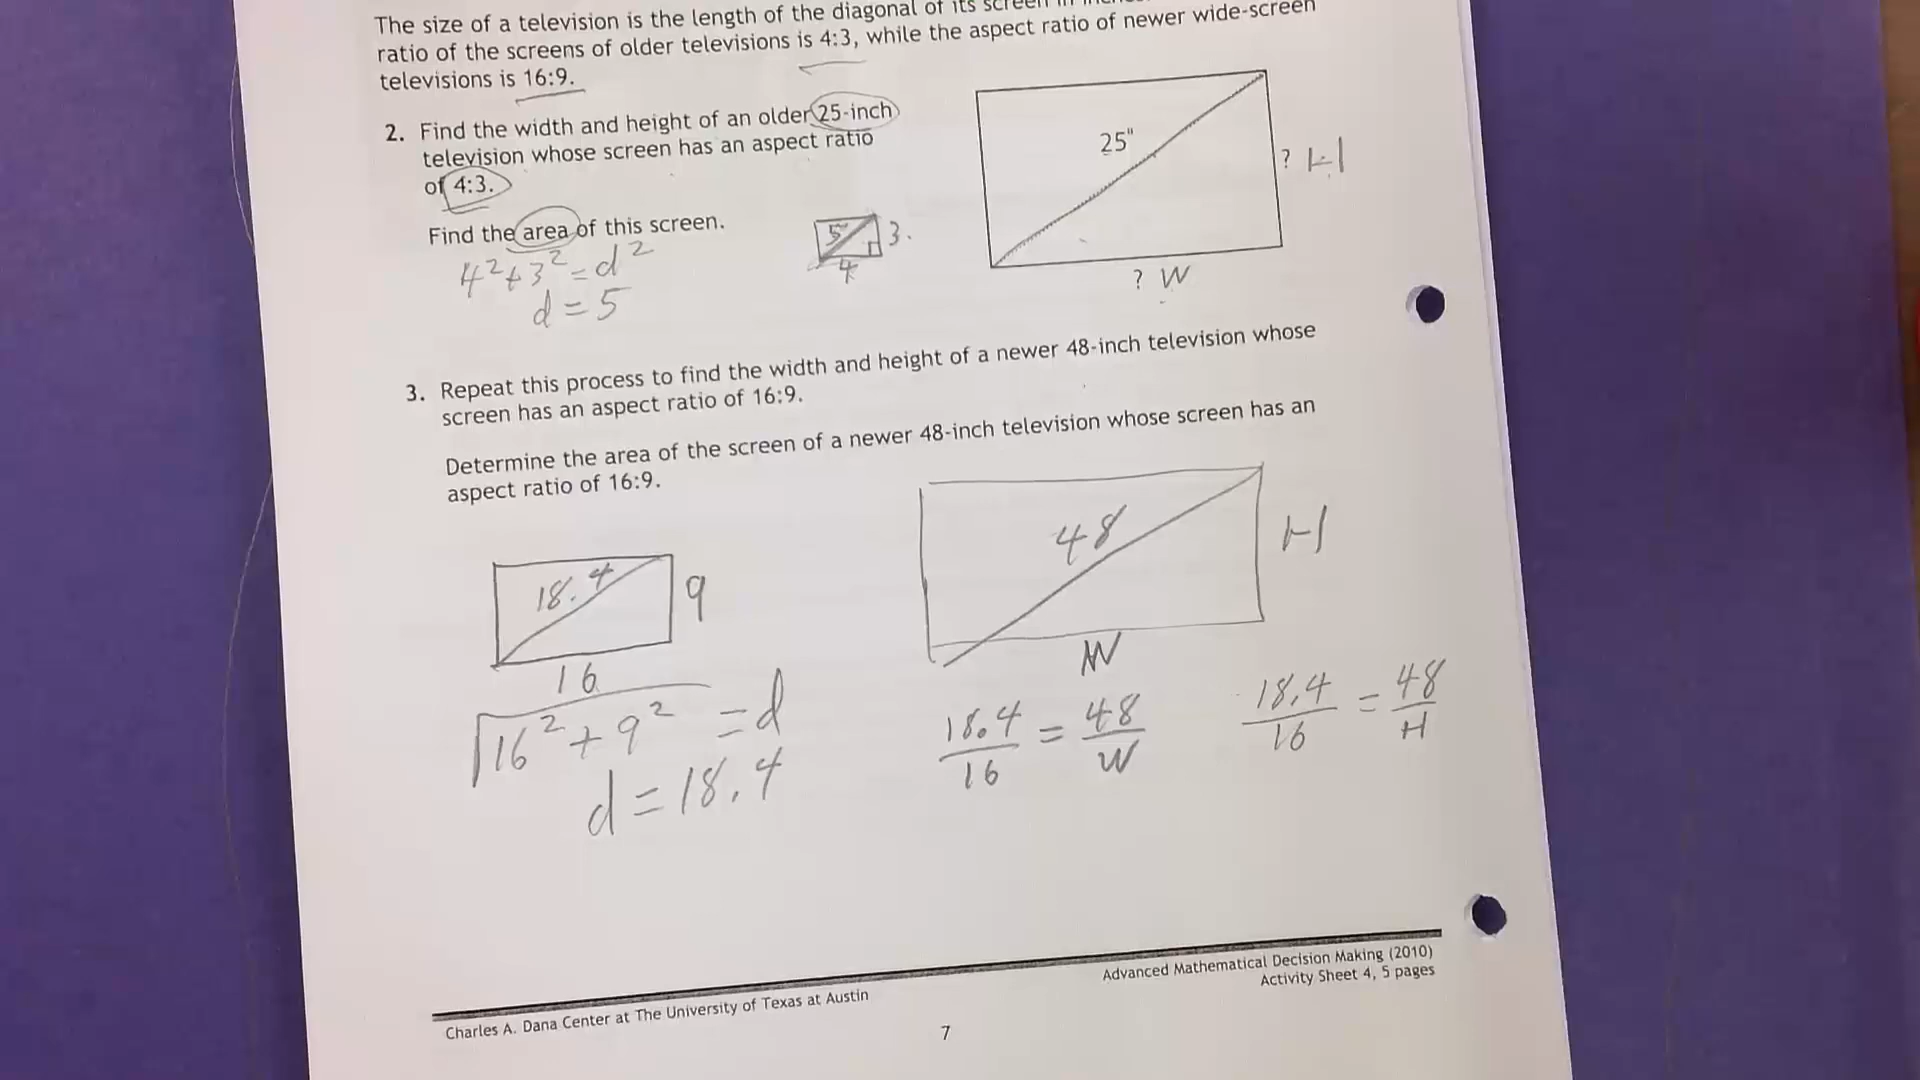 The size of a television is the length of the diagonal of its screen in
ratio of the screens of older televisions is 4:3, while the aspect ratio of newer wide-screen
televisions is 16:9.
2. Find the width and height of an older 25-inch
television whose screen has an aspect ratio
of 4:3.
Find the area of this screen.
4²+3²=d²
d=5
5
3.
4
25"
? H
? W
3. Repeat this process to find the width and height of a newer 48-inch television whose
screen has an aspect ratio of 16:9.
Determine the area of the screen of a newer 48-inch television whose screen has an
aspect ratio of 16:9.
18.4
9
16
√16²+9² =d
d=18.4
48
H
W
18.4/16 = 48/W
18.4/16 = 48/H
Charles A. Dana Center at The University of Texas at Austin
Advanced Mathematical Decision Making (2010)
Activity Sheet 4, 5 pages
7